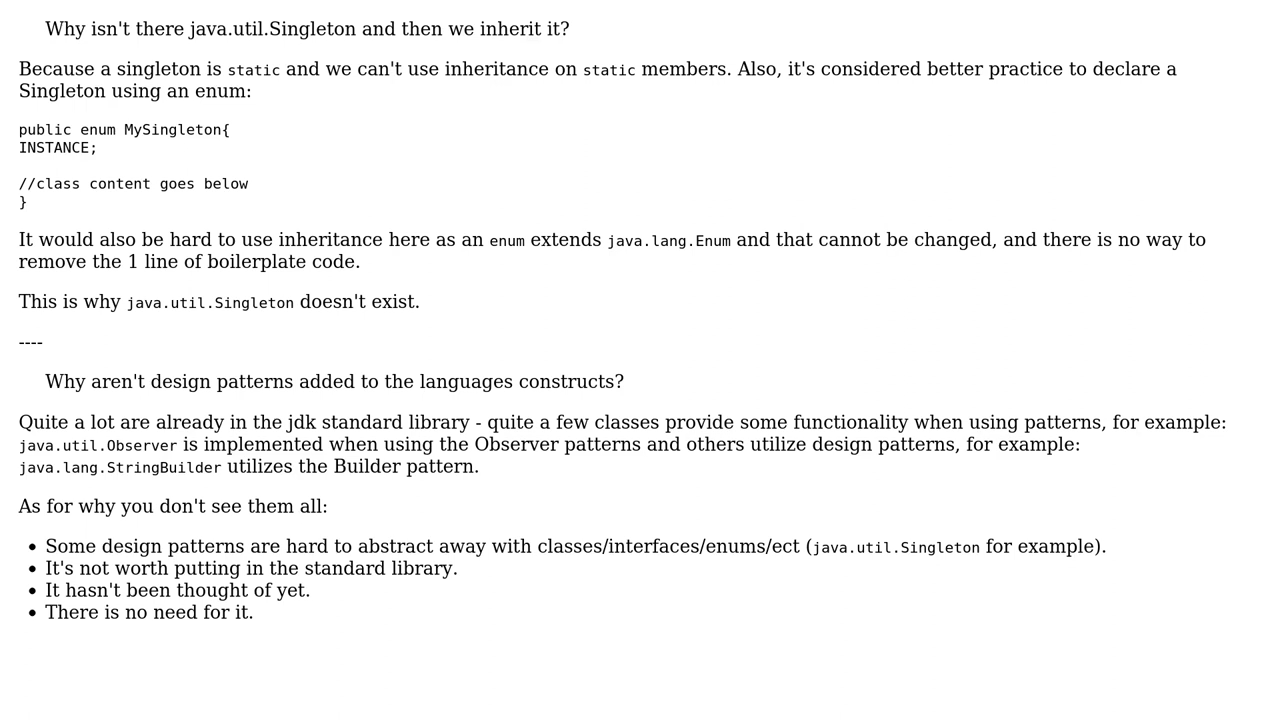 Why isn't there java.util.Singleton and then we inherit it?
Because a singleton is static and we can't use inheritance on static members. Also, it's considered better practice to declare a
Singleton using an enum:
public enum MySingleton{
INSTANCE;
//class content goes below
}
It would also be hard to use inheritance here as an enum extends java.lang.Enum and that cannot be changed, and there is no way to
remove the 1 line of boilerplate code.
This is why java.util.Singleton doesn't exist.
----
Why aren't design patterns added to the languages constructs?
Quite a lot are already in the jdk standard library - quite a few classes provide some functionality when using patterns, for example:
java.util.Observer is implemented when using the Observer patterns and others utilize design patterns, for example:
java.lang.StringBuilder utilizes the Builder pattern.
As for why you don't see them all:
• Some design patterns are hard to abstract away with classes/interfaces/enums/ect (java.util.Singleton for example).
• It's not worth putting in the standard library.
• It hasn't been thought of yet.
• There is no need for it.